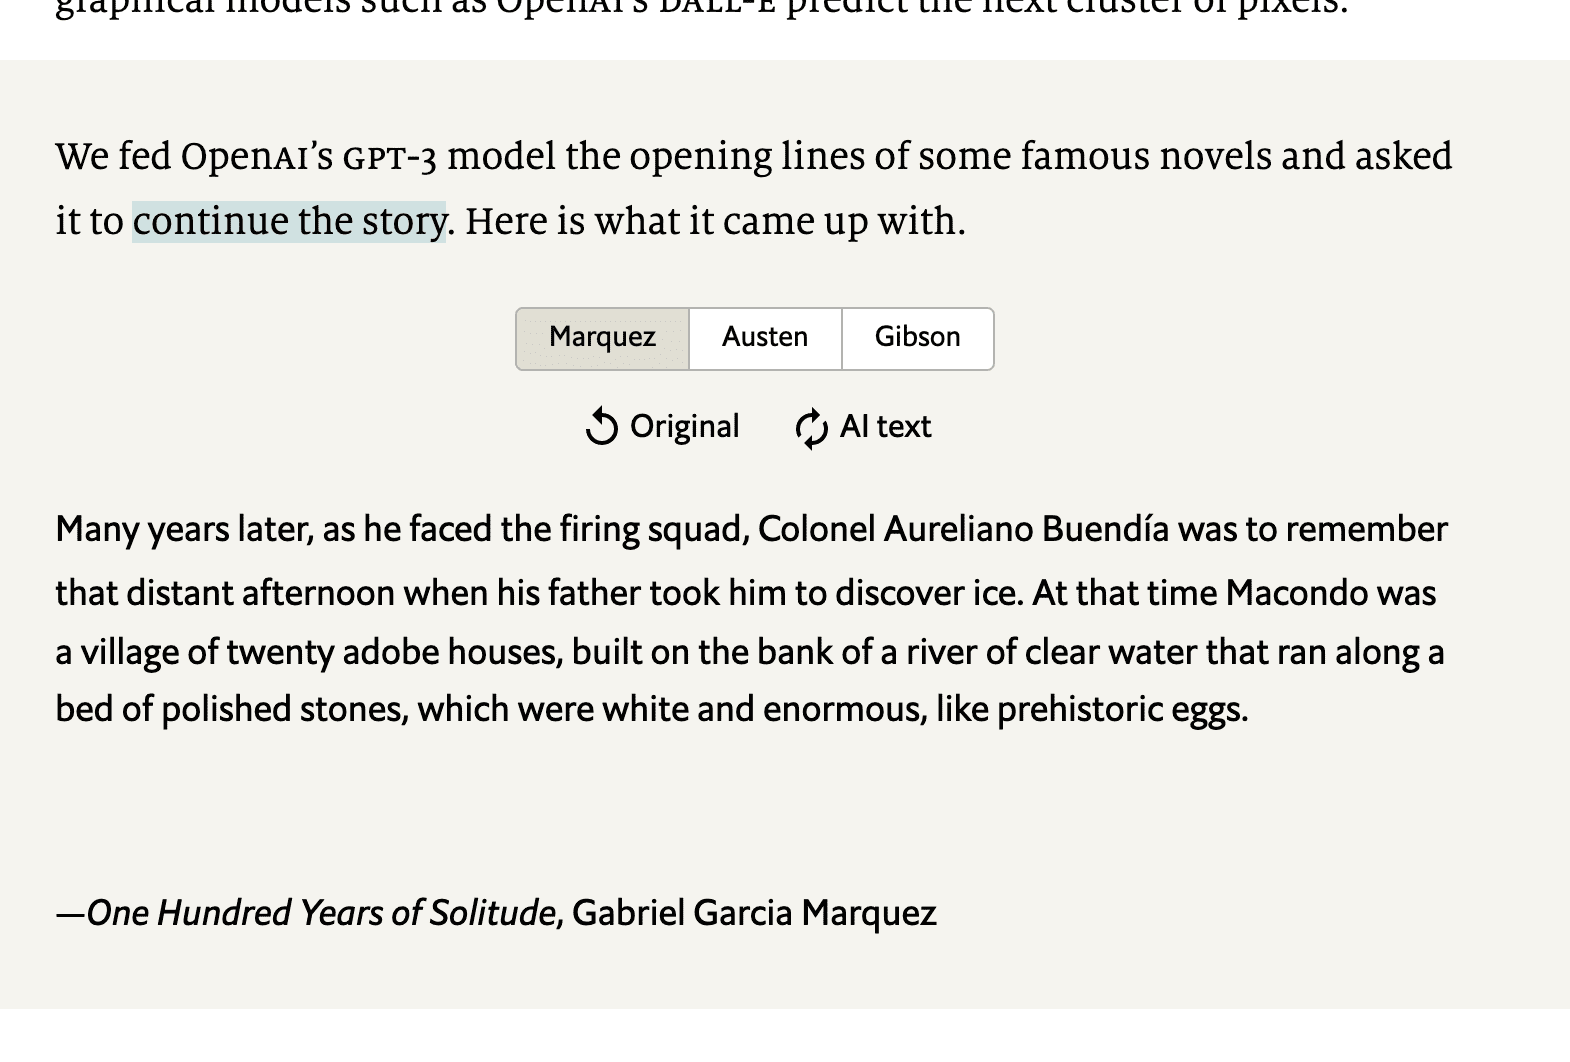 graphical models such as OpenAI's DALL-E predict the next cluster of pixels.
We fed OpenAI’s GPT-3 model the opening lines of some famous novels and asked
it to continue the story. Here is what it came up with.
Marquez Austen Gibson
Original AI text
Many years later, as he faced the firing squad, Colonel Aureliano Buendía was to remember
that distant afternoon when his father took him to discover ice. At that time Macondo was
a village of twenty adobe houses, built on the bank of a river of clear water that ran along a
bed of polished stones, which were white and enormous, like prehistoric eggs.
—One Hundred Years of Solitude, Gabriel Garcia Marquez